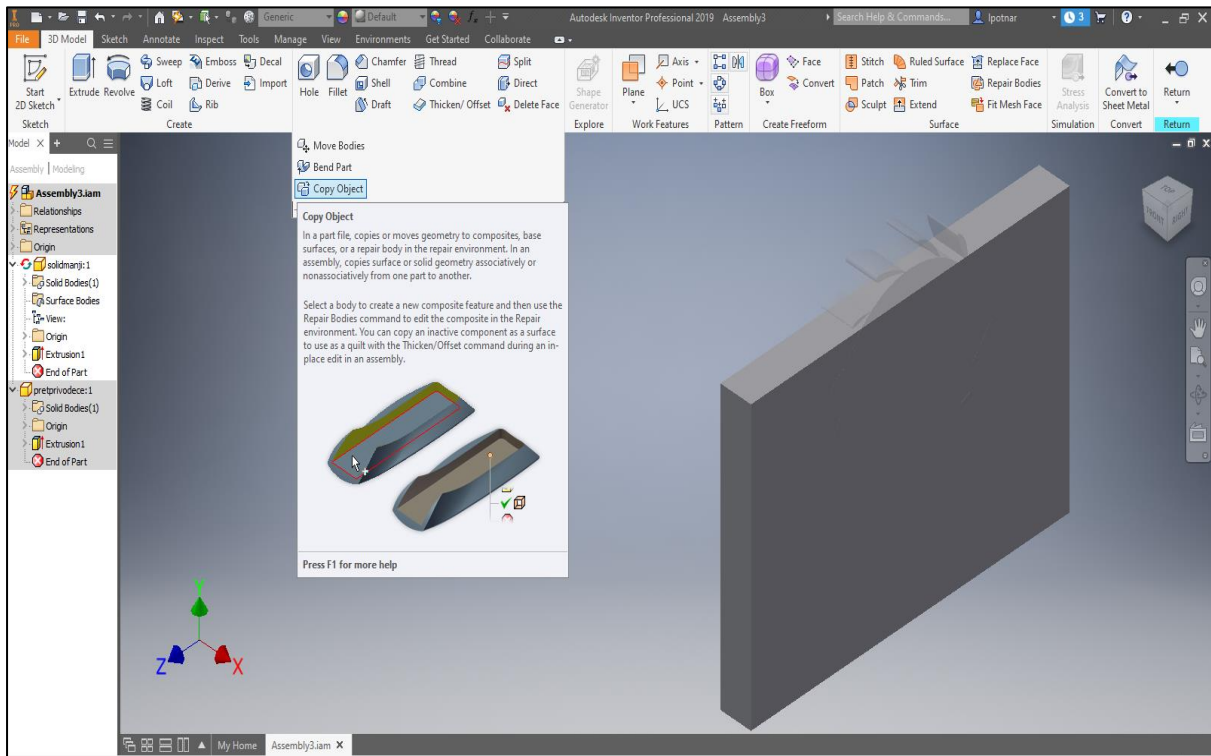 PRO
Generic
Default
Autodesk Inventor Professional 2019 Assembly3
Search Help & Commands...
lpotnar
3
File 3D Model Sketch Annotate Inspect Tools Manage View Environments Get Started Collaborate
Sweep Emboss Decal Chamfer Thread Split Axis Face Stitch Ruled Surface Replace Face
Start 2D Sketch Extrude Revolve Loft Derive Import Hole Fillet Shell Combine Direct Shape Generator Plane Point Box Convert Patch Trim Repair Bodies Stress Analysis Convert to Sheet Metal Return
Coil Rib Draft Thicken/ Offset Delete Face UCS Sculpt Extend Fit Mesh Face
Sketch Create Explore Work Features Pattern Create Freeform Surface Simulation Convert Return
Model
Assembly Modeling
Assembly3.iam
Relationships
Representations
Origin
solidmanji:1
Solid Bodies(1)
Surface Bodies
View:
Origin
Extrusion1
End of Part
pretprivodece:1
Solid Bodies(1)
Origin
Extrusion1
End of Part
Move Bodies
Bend Part
Copy Object
Copy Object
In a part file, copies or moves geometry to composites, base
surfaces, or a repair body in the repair environment. In an
assembly, copies surface or solid geometry associatively or
nonassociatively from one part to another.
Select a body to create a new composite feature and then use the
Repair Bodies command to edit the composite in the Repair
environment. You can copy an inactive component as a surface
to use as a quilt with the Thicken/Offset command during an in-
place edit in an assembly.
Press F1 for more help
TOP
FRONT RIGHT
Y
Z X
My Home Assembly3.iam